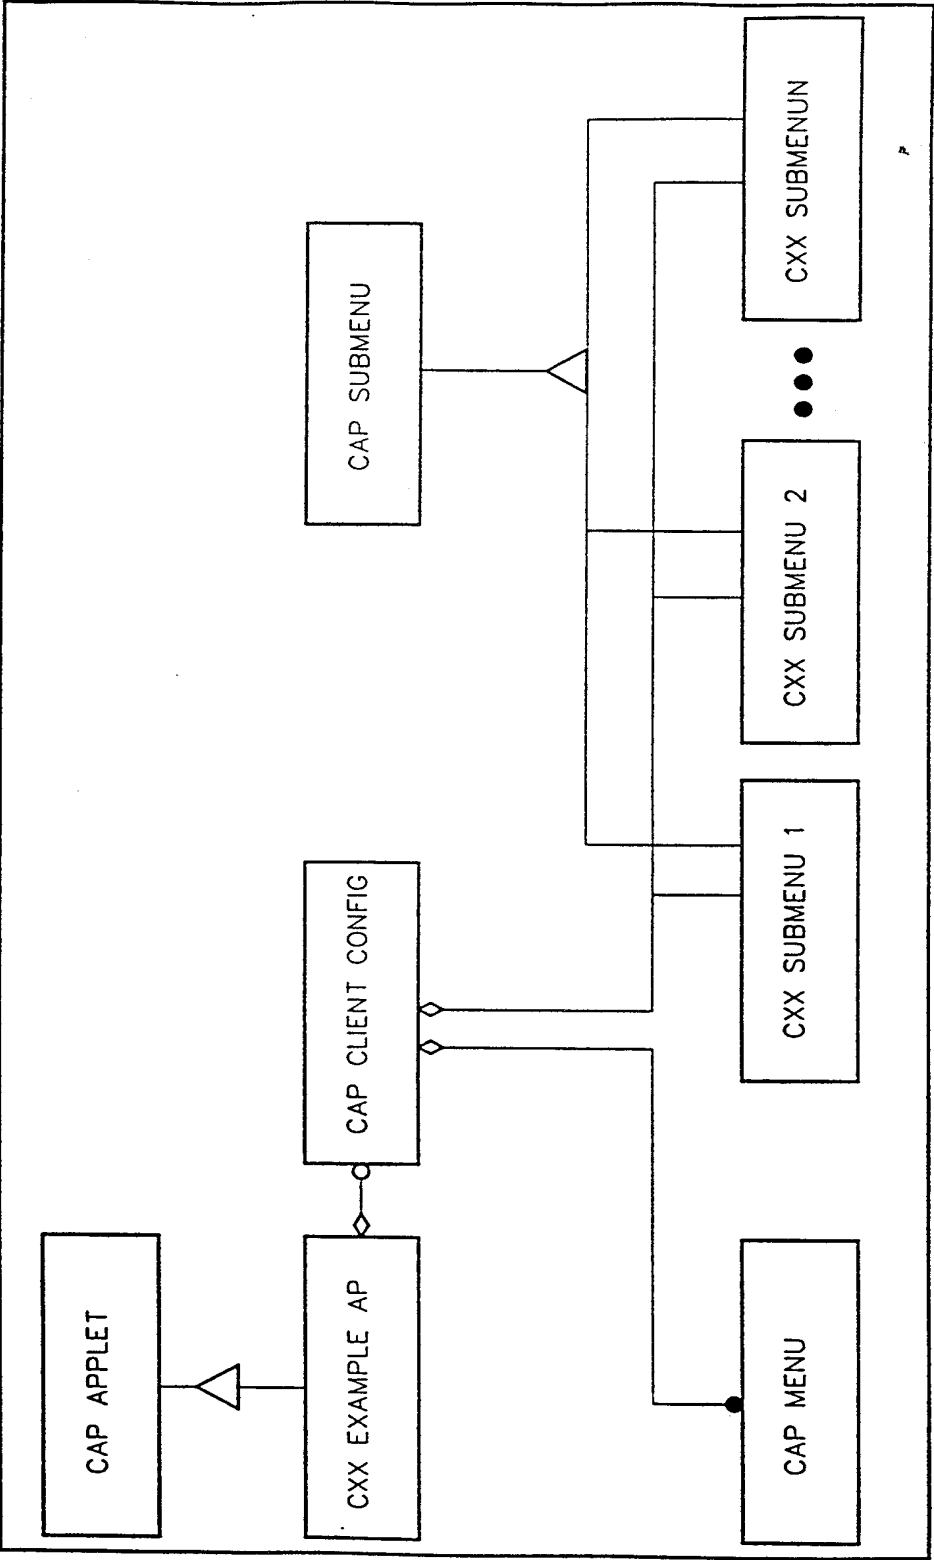 CAP APPLET
CXX EXAMPLE AP
CAP CLIENT CONFIG
CAP SUBMENU
CAP MENU
CXX SUBMENU 1
CXX SUBMENU 2
CXX SUBMENUN